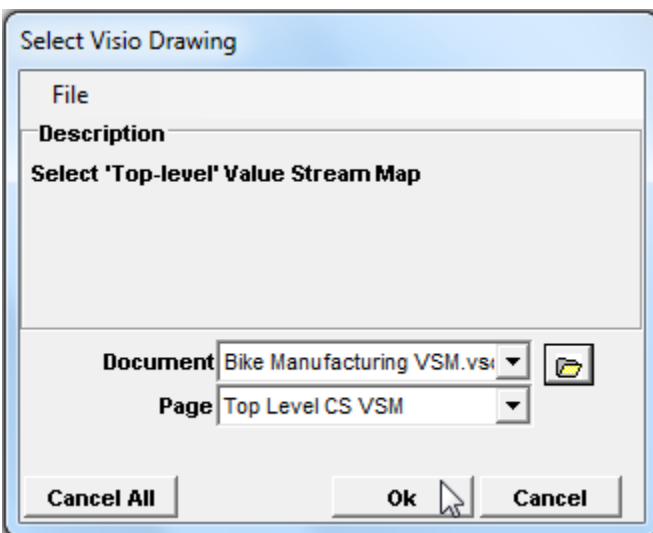 Select Visio Drawing
File
Description
Select 'Top-level' Value Stream Map
Document Bike Manufacturing VSM.vs
Page Top Level CS VSM
Cancel All Ok Cancel